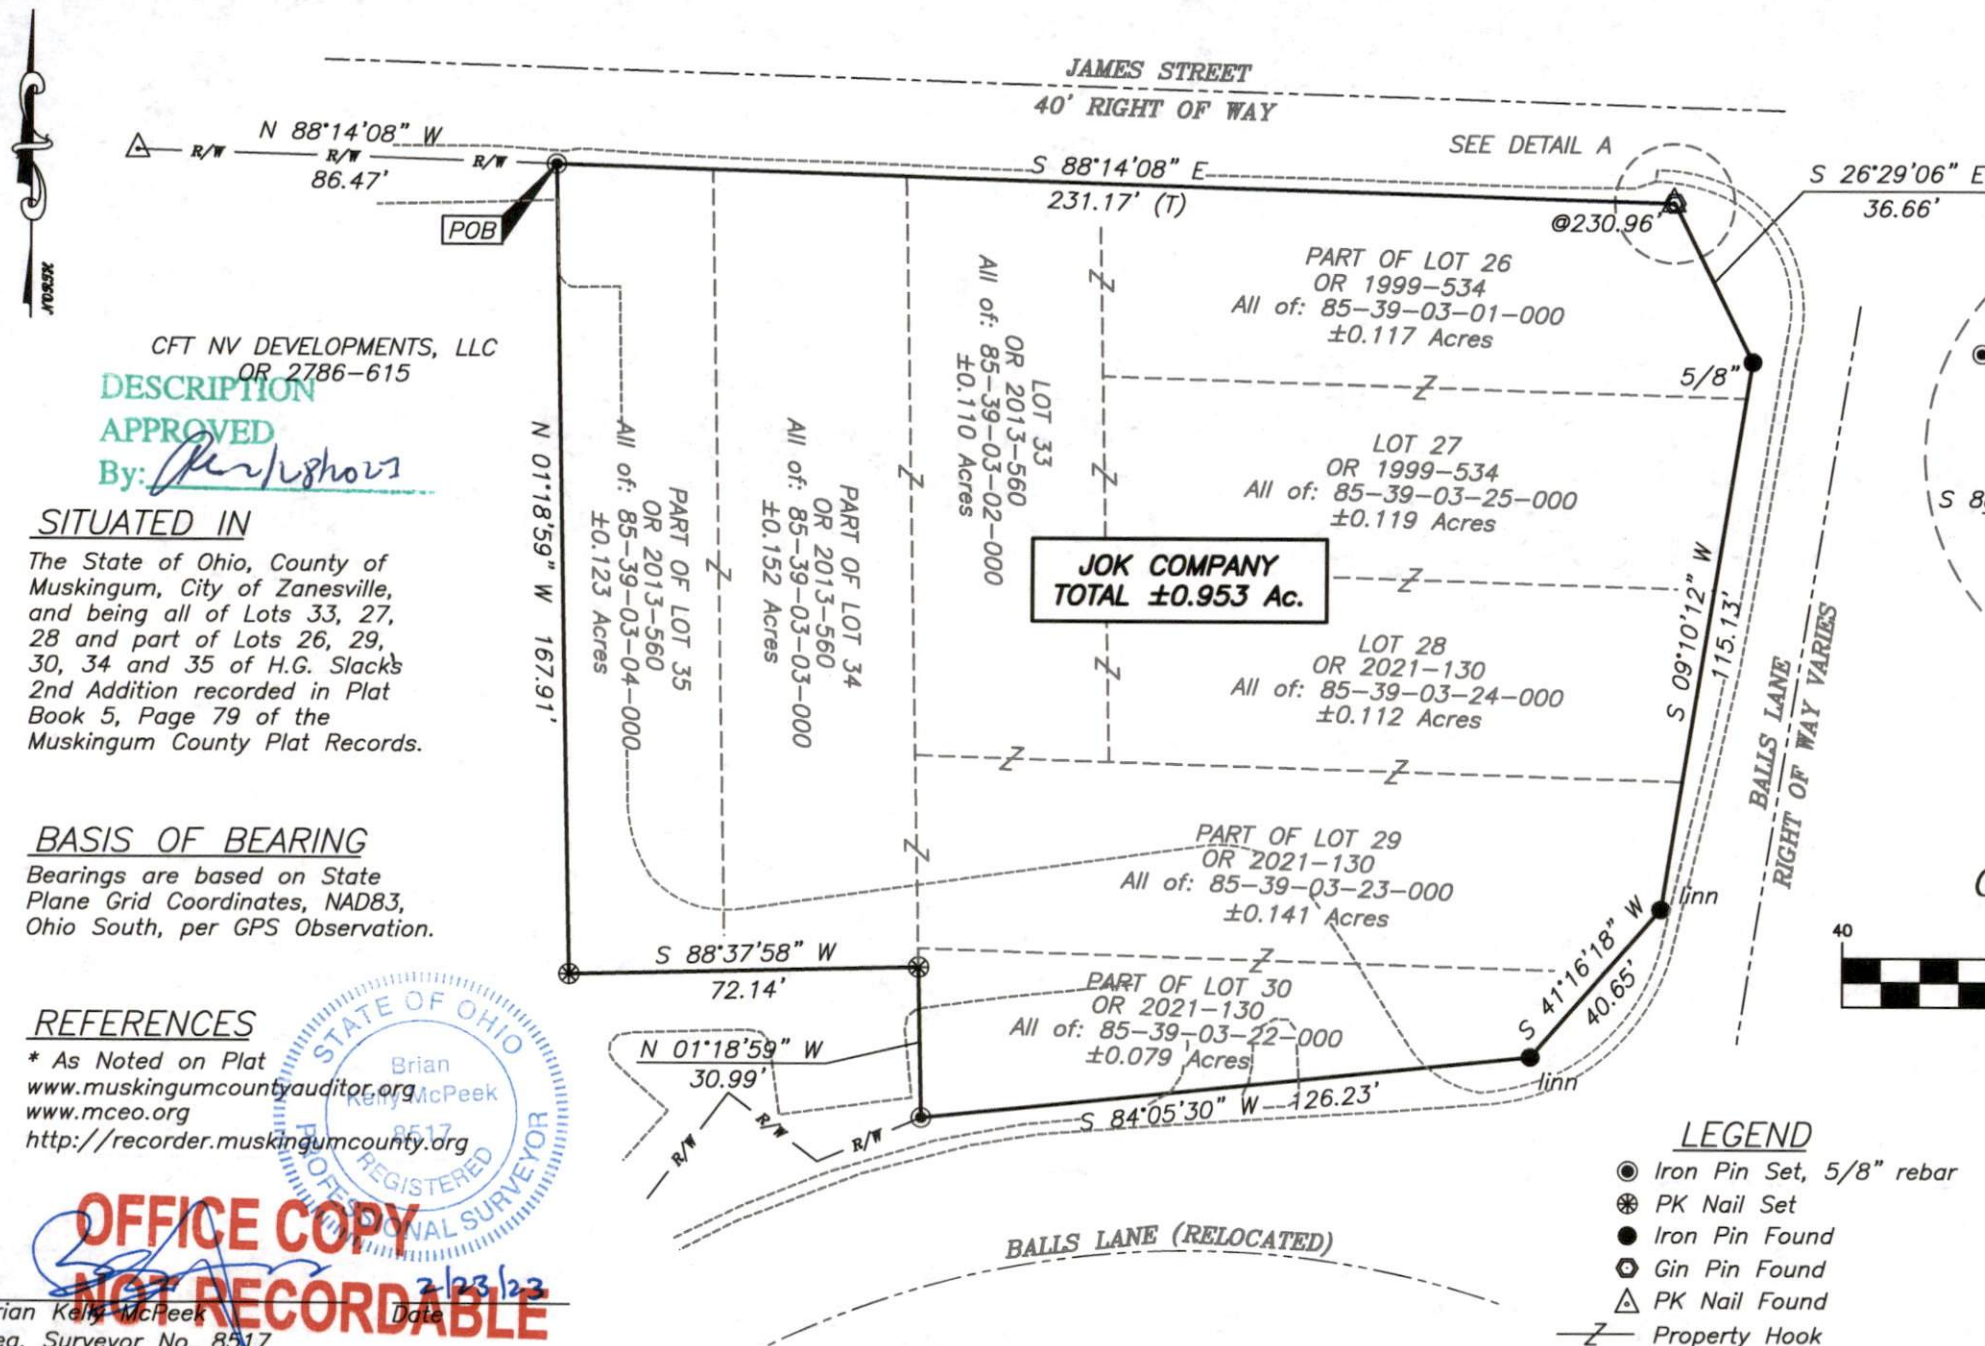 JAMES STREET
40' RIGHT OF WAY
N 88°14'08" W
R/W
R/W
R/W
86.47'
POB
S 88°14'08" E
231.17' (T)
SEE DETAIL A
@230.96'
S 26°29'06" E
36.66'
NORTH
CFT NV DEVELOPMENTS, LLC
OR 2786-615
DESCRIPTION
APPROVED
By:
SITUATED IN
The State of Ohio, County of
Muskingum, City of Zanesville,
and being all of Lots 33, 27,
28 and part of Lots 26, 29,
30, 34 and 35 of H.G. Slack's
2nd Addition recorded in Plat
Book 5, Page 79 of the
Muskingum County Plat Records.
BASIS OF BEARING
Bearings are based on State
Plane Grid Coordinates, NAD83,
Ohio South, per GPS Observation.
REFERENCES
* As Noted on Plat
www.muskingumcountyauditor.org
www.mceo.org
http://recorder.muskingumcounty.org
STATE OF OHIO
Brian
Kelly McPeek
8517
REGISTERED
PROFESSIONAL SURVEYOR
OFFICE COPY
NOT RECORDABLE
2/23/23
Kelly McPeek
Date
Surveyor No. 8517
N 01°18'59" W 167.91'
PART OF LOT 35
OR 2013-560
All of: 85-39-03-04-000
±0.123 Acres
PART OF LOT 34
OR 2013-560
All of: 85-39-03-03-000
±0.152 Acres
LOT 33
OR 2013-560
All of: 85-39-03-02-000
±0.110 Acres
PART OF LOT 26
OR 1999-534
All of: 85-39-03-01-000
±0.117 Acres
5/8"
LOT 27
OR 1999-534
All of: 85-39-03-25-000
±0.119 Acres
JOK COMPANY
TOTAL ±0.953 Ac.
LOT 28
OR 2021-130
All of: 85-39-03-24-000
±0.112 Acres
PART OF LOT 29
OR 2021-130
All of: 85-39-03-23-000
±0.141 Acres
PART OF LOT 30
OR 2021-130
All of: 85-39-03-22-000
±0.079 Acres
S 09°10'12" W
115.13'
BALLS LANE
RIGHT OF WAY VARIES
linn
S 41°16'18" W
40.65'
linn
S 88°37'58" W
72.14'
N 01°18'59" W
30.99'
R/W
R/W
R/W
S 84°05'30" W 126.23'
BALLS LANE (RELOCATED)
40
LEGEND
Iron Pin Set, 5/8" rebar
PK Nail Set
Iron Pin Found
Gin Pin Found
PK Nail Found
Z Property Hook